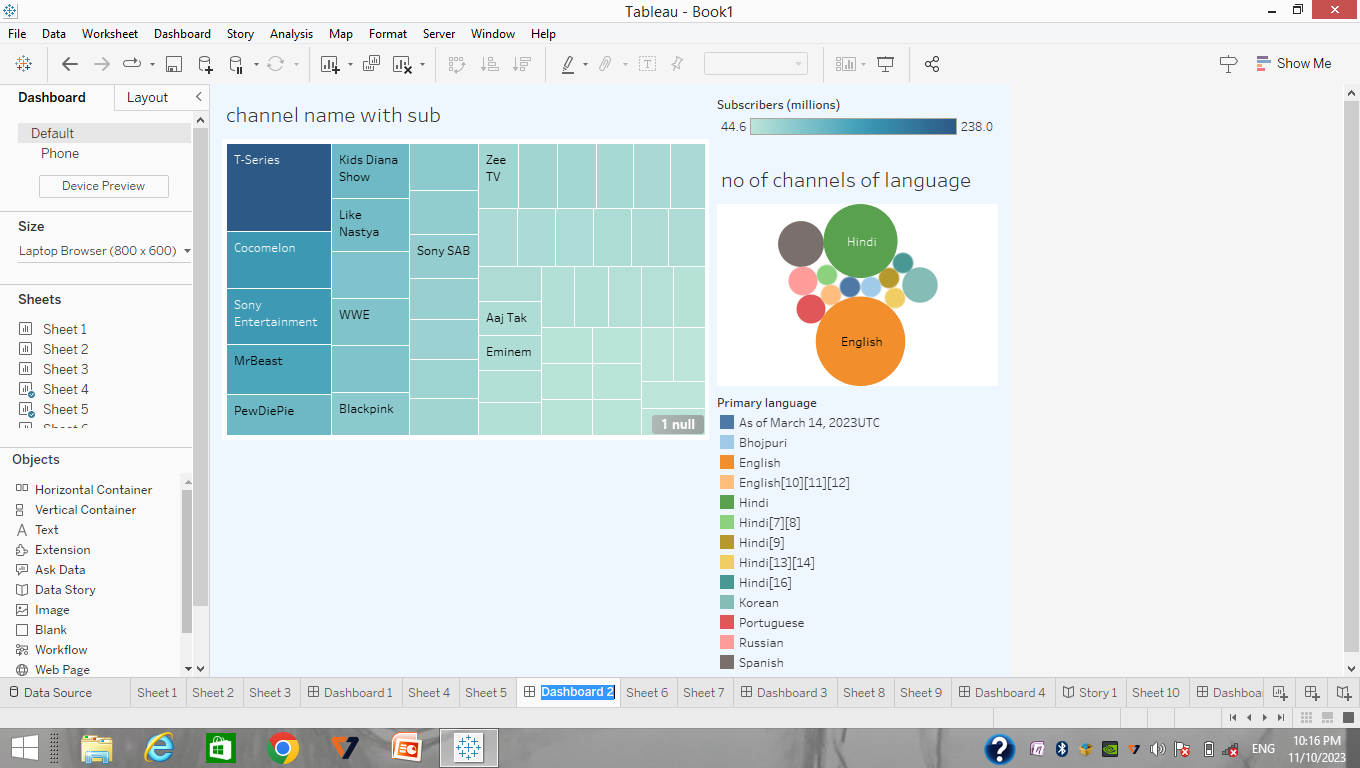 Tableau - Book1
File Data Worksheet Dashboard Story Analysis Map Format Server Window Help
Show Me
Dashboard Layout
Default
Phone
Device Preview
Size
Laptop Browser (800 x 600)
Sheets
Sheet 1
Sheet 2
Sheet 3
Sheet 4
Sheet 5
Objects
Horizontal Container
Vertical Container
Text
Extension
Ask Data
Data Story
Image
Blank
Workflow
Web Page
channel name with sub
T-Series
Cocomelon
Sony
Entertainment
MrBeast
PewDiePie
Kids Diana
Show
Like
Nastya
WWE
Blackpink
Sony SAB
Zee
TV
Aaj Tak
Eminem
1 null
Subscribers (millions)
44.6 238.0
no of channels of language
Hindi
English
Primary language
As of March 14, 2023UTC
Bhojpuri
English
English[10][11][12]
Hindi
Hindi[7][8]
Hindi[9]
Hindi[13][14]
Hindi[16]
Korean
Portuguese
Russian
Spanish
Data Source Sheet 1 Sheet 2 Sheet 3 Dashboard 1 Sheet 4 Sheet 5 Dashboard 2 Sheet 6 Sheet 7 Dashboard 3 Sheet 8 Sheet 9 Dashboard 4 Story 1 Sheet 10 Dashboa
ENG
10:16 PM
11/10/2023